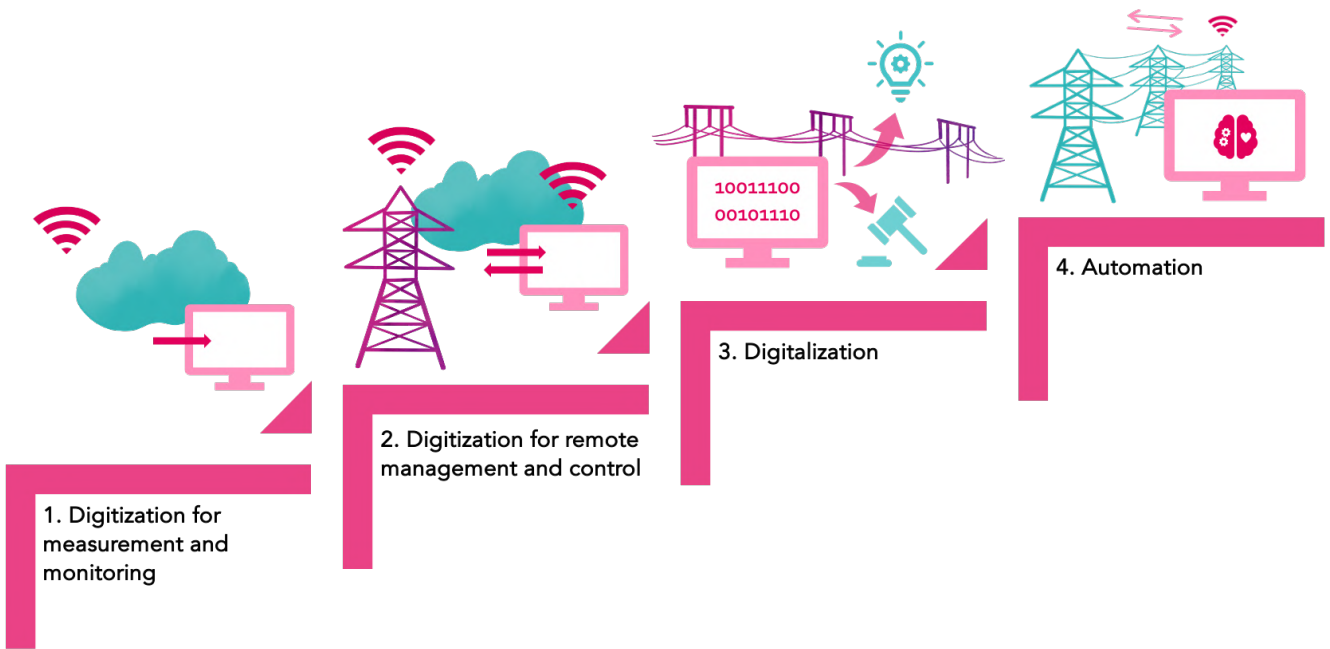 1. Digitization for
measurement and
monitoring
2. Digitization for remote
management and control
10011100
00101110
3. Digitalization
4. Automation